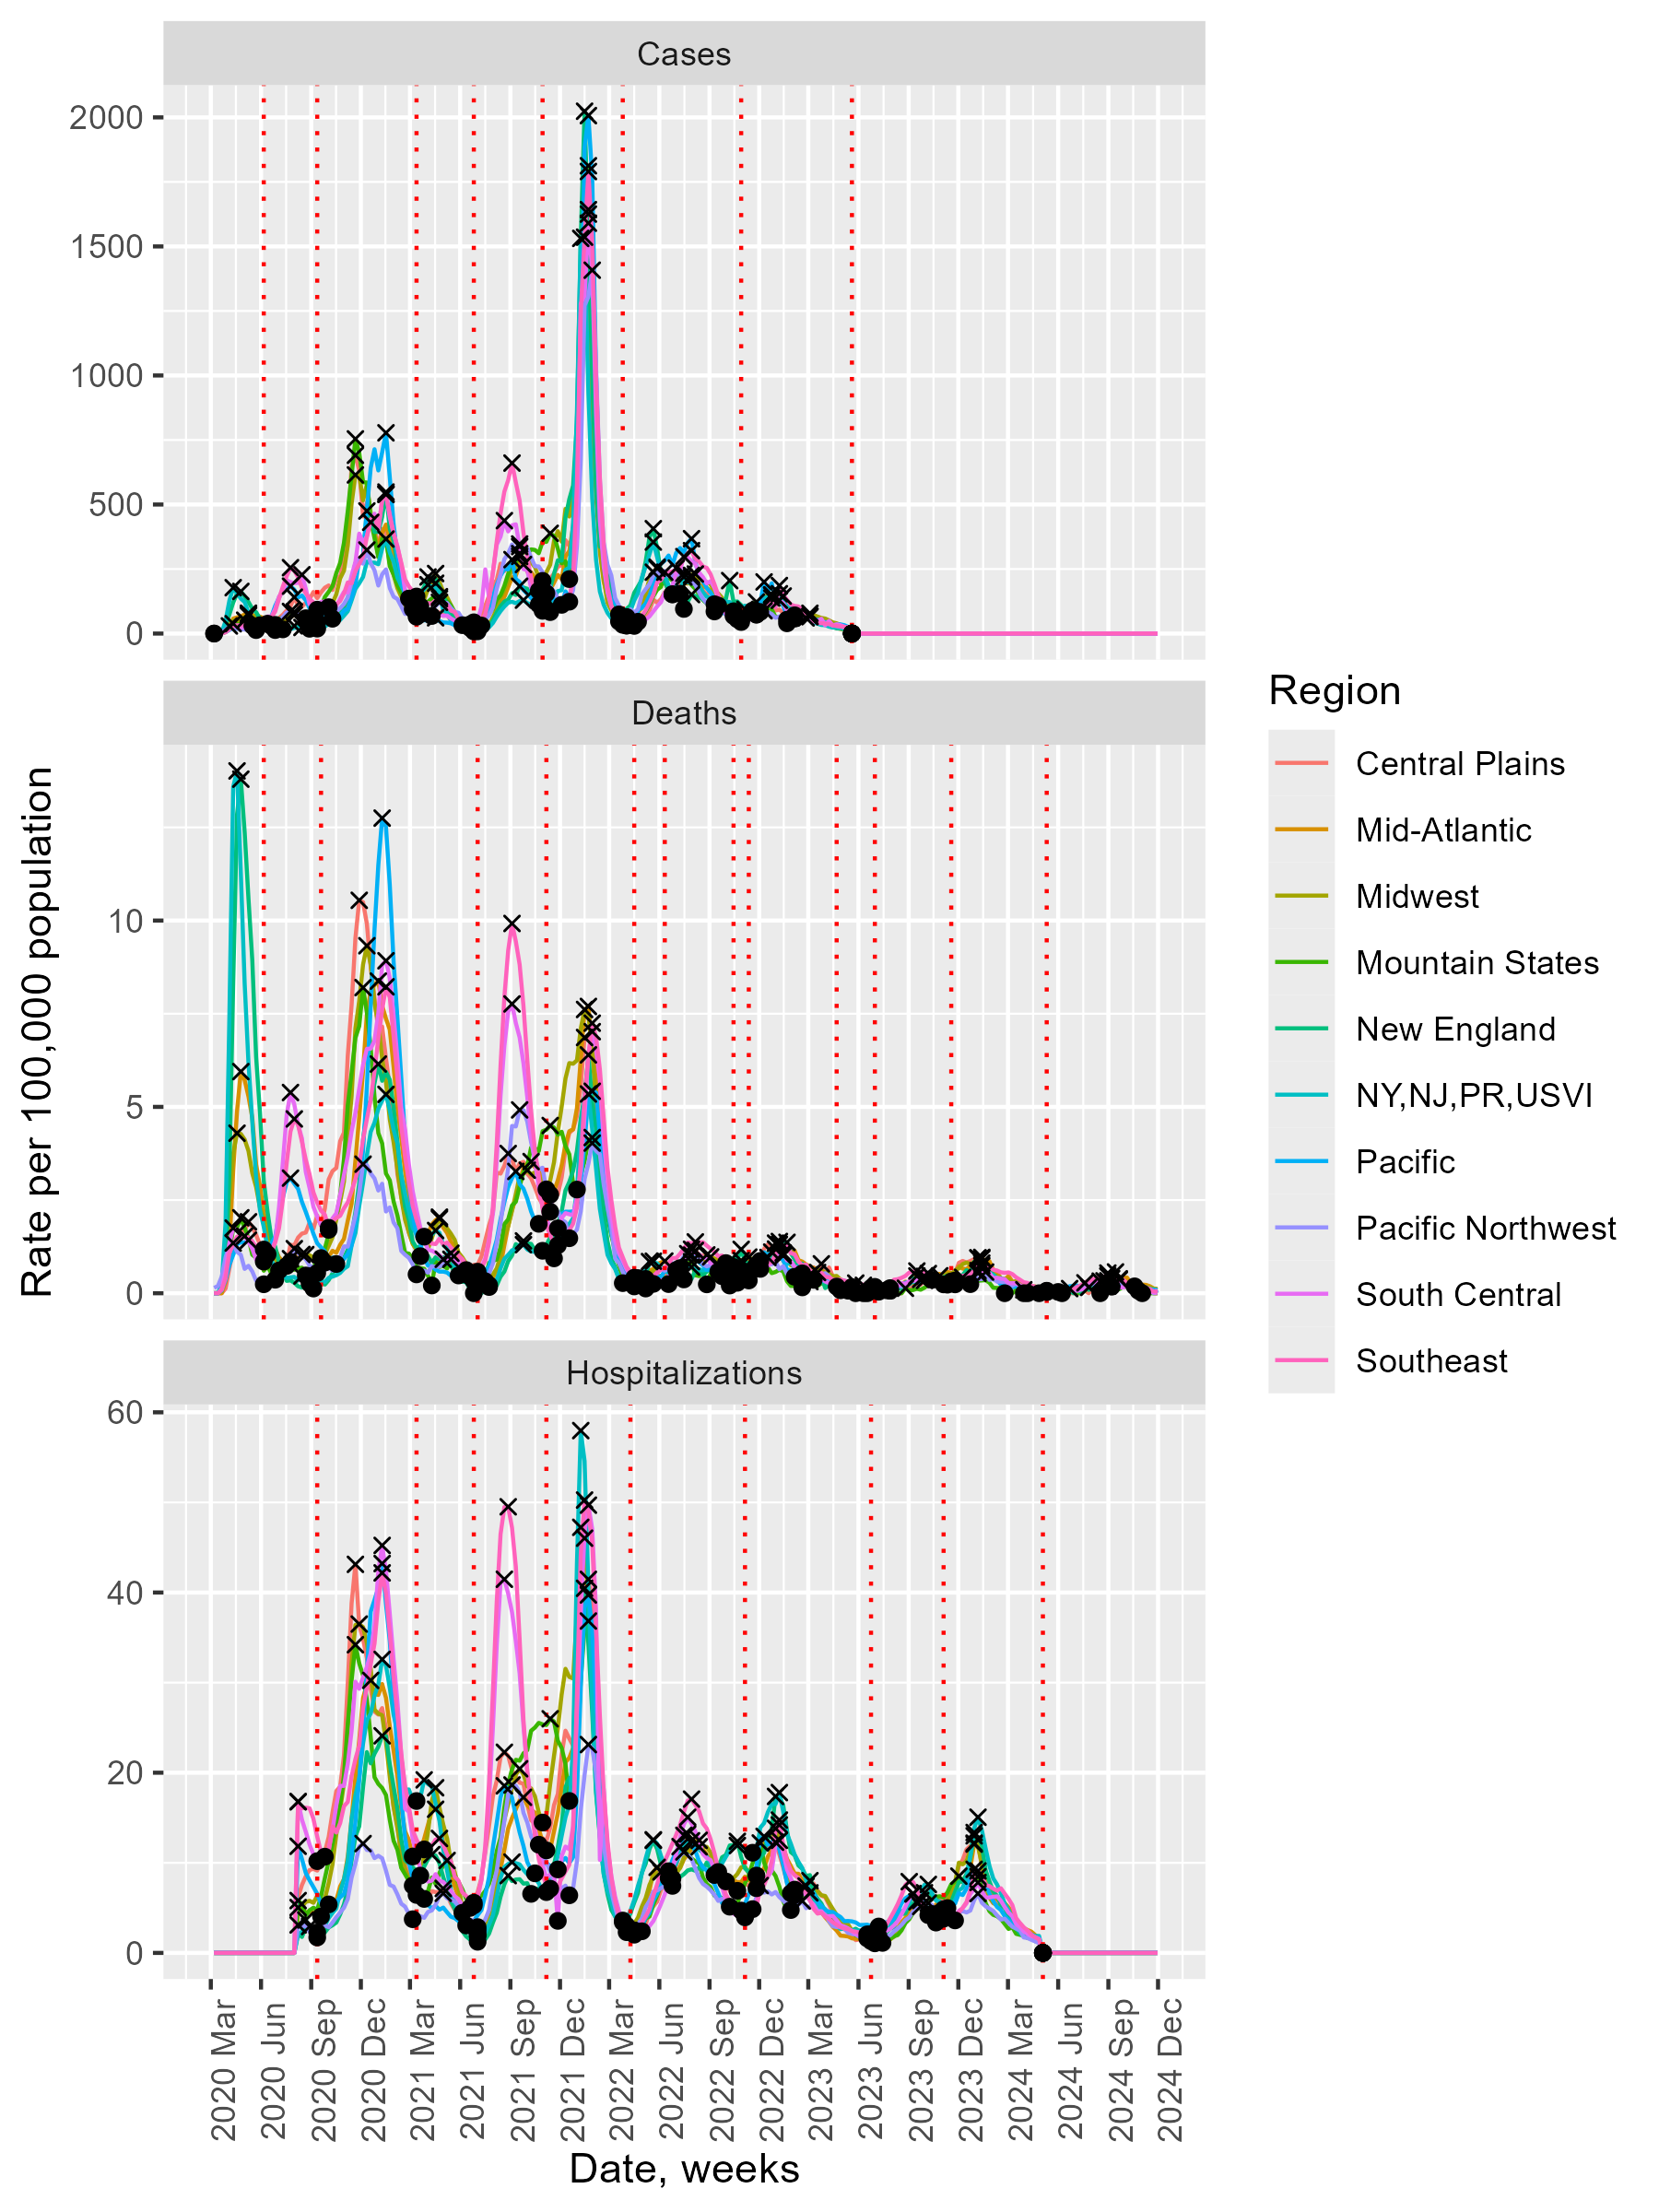 Cases
2000
1500
1000
500
0
Deaths
10
5
0
Hospitalizations
60
40
20
0
Rate per 100,000 population
2020 Mar
2020 Jun
2020 Sep
2020 Dec
2021 Mar
2021 Jun
2021 Sep
2021 Dec
2022 Mar
2022 Jun
2022 Sep
2022 Dec
2023 Mar
2023 Jun
2023 Sep
2023 Dec
2024 Mar
2024 Jun
2024 Sep
2024 Dec
Date, weeks
Region
Central Plains
Mid-Atlantic
Midwest
Mountain States
New England
NY,NJ,PR,USVI
Pacific
Pacific Northwest
South Central
Southeast